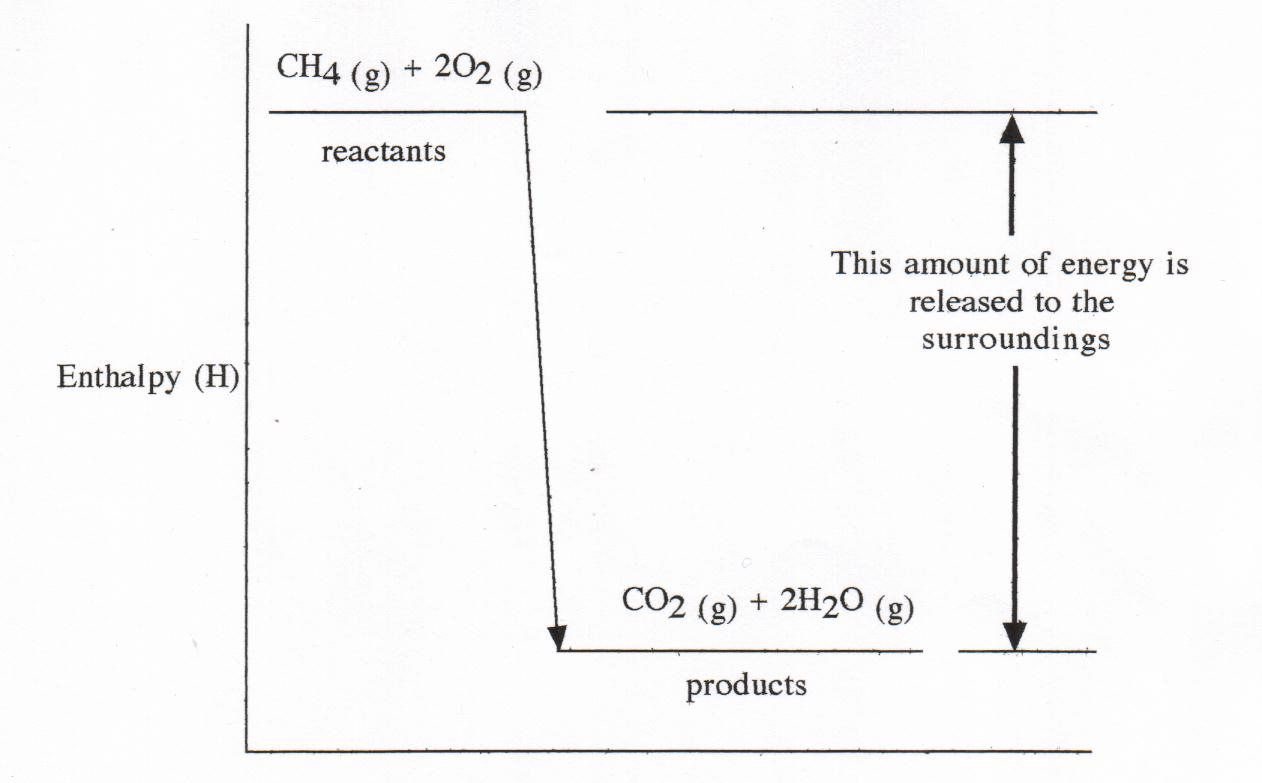 CH4 (g) + 2O2 (g)
reactants
This amount of energy is
released to the
surroundings
Enthalpy (H)
CO2 (g) + 2H2O (g)
products